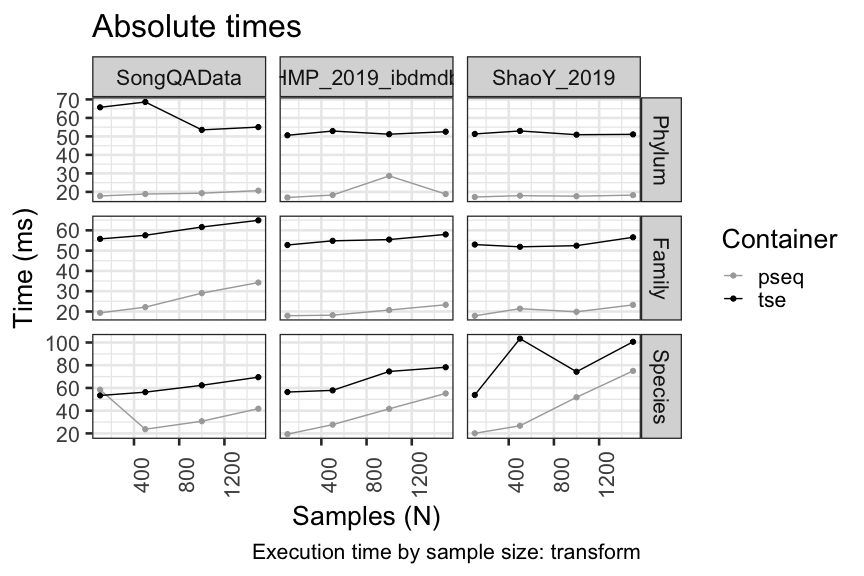 Absolute times
SongQAData
HMP_2019_ibdmdb
ShaoY_2019
70
60
50
40
30
20
Phylum
60
50
40
30
20
Family
100
80
60
40
20
Species
Time (ms)
400
800
1200
400
800
1200
400
800
1200
Samples (N)
Execution time by sample size: transform
Container
pseq
tse